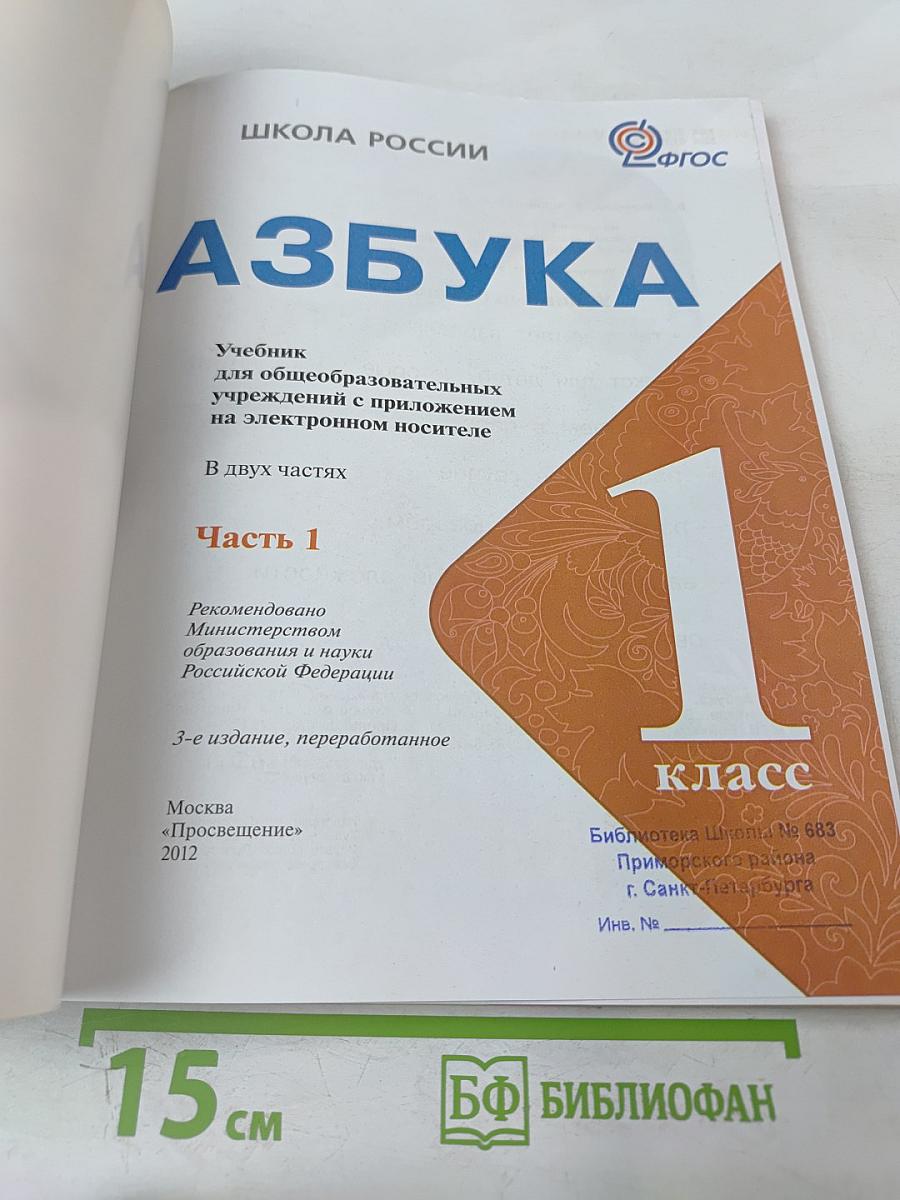 ШКОЛА РОССИИ
ФГОС
АЗБУКА
Учебник
для общеобразовательных
учреждений с приложением
на электронном носителе
В двух частях
Часть 1
Рекомендовано
Министерством
образования и науки
Российской Федерации
3-е издание, переработанное
Москва
«Просвещение»
2012
1
класс
Библиотека Школы № 683
Приморского района
г. Санкт-Петербурга
Инв. №
15 см
БФ БИБЛИОФАН